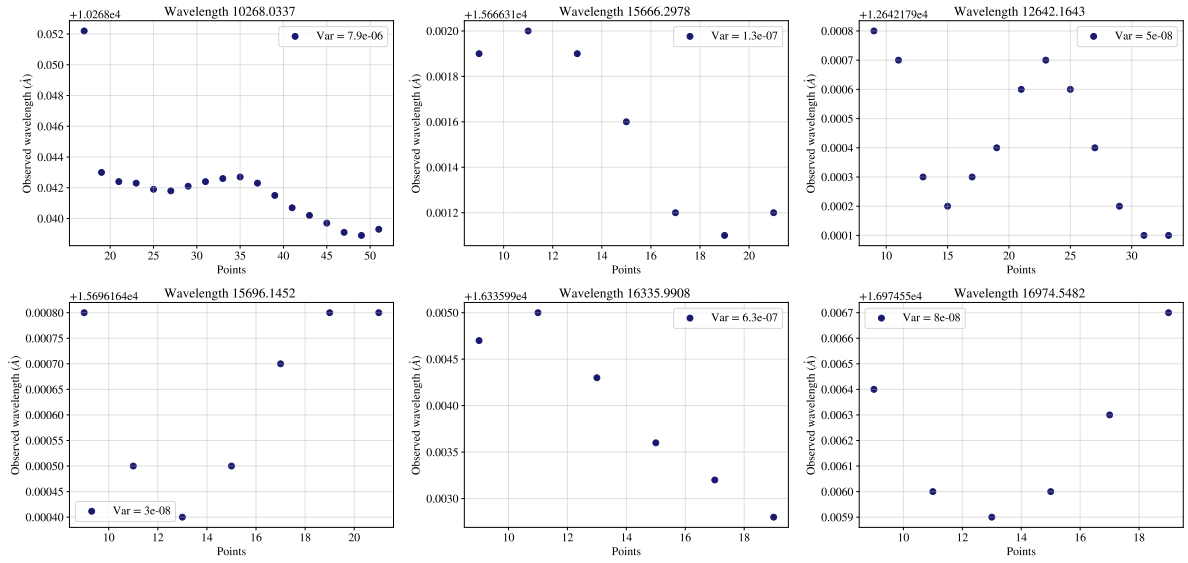 Wavelength 10268.0337
+1.0268e4
Var = 7.9e-06
0.052
0.050
0.048
0.046
0.044
0.042
0.040
Observed wavelength (Å)
20 25 30 35 40 45 50
Points
Wavelength 15666.2978
+1.566631e4
Var = 1.3e-07
0.0020
0.0018
0.0016
0.0014
0.0012
Observed wavelength (Å)
10 12 14 16 18 20
Points
Wavelength 12642.1643
+1.2642179e4
Var = 5e-08
0.0008
0.0007
0.0006
0.0005
0.0004
0.0003
0.0002
0.0001
Observed wavelength (Å)
10 20 30
Points
Wavelength 15696.1452
+1.5696164e4
0.00080
0.00075
0.00070
0.00065
0.00060
0.00055
0.00050
0.00045
0.00040
Observed wavelength (Å)
Var = 3e-08
10 12 14 16 18 20
Points
Wavelength 16335.9908
+1.633599e4
Var = 6.3e-07
0.0050
0.0045
0.0040
0.0035
0.0030
Observed wavelength (Å)
10 12 14 16 18
Points
Wavelength 16974.5482
+1.697455e4
Var = 8e-08
0.0067
0.0066
0.0065
0.0064
0.0063
0.0062
0.0061
0.0060
0.0059
Observed wavelength (Å)
10 12 14 16 18
Points